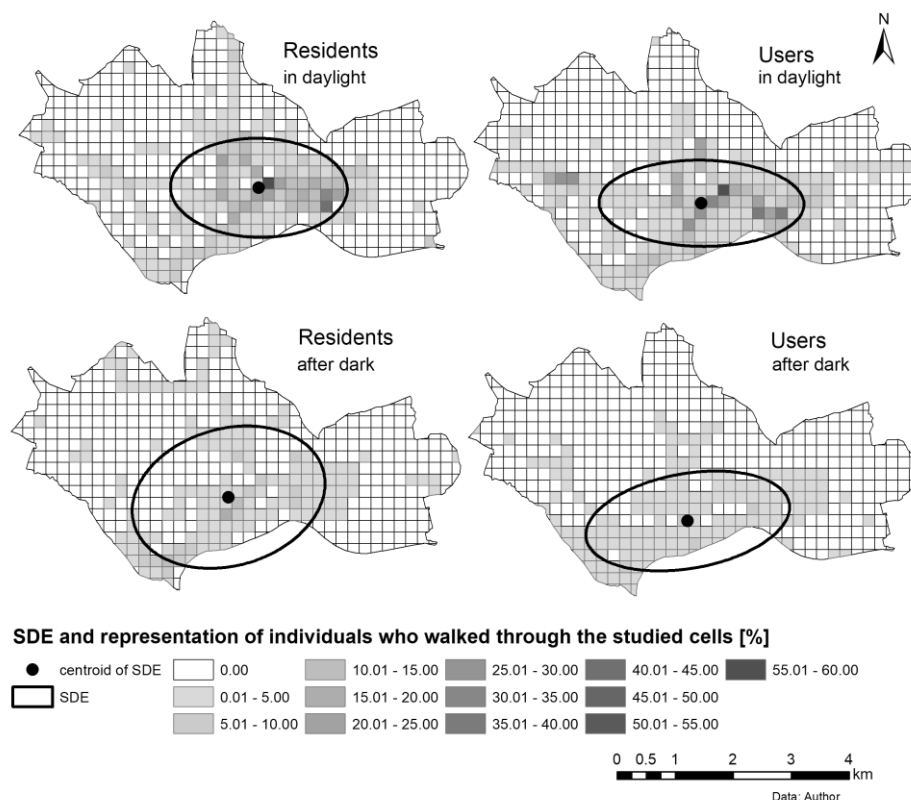 N
Residents
in daylight
Users
in daylight
Residents
after dark
Users
after dark
SDE and representation of individuals who walked through the studied cells [%]
centroid of SDE
SDE
0.00
0.01 - 5.00
5.01 - 10.00
10.01 - 15.00
15.01 - 20.00
20.01 - 25.00
25.01 - 30.00
30.01 - 35.00
35.01 - 40.00
40.01 - 45.00
45.01 - 50.00
50.01 - 55.00
55.01 - 60.00
0 0.5 1 2 3 4
km
Data: Author